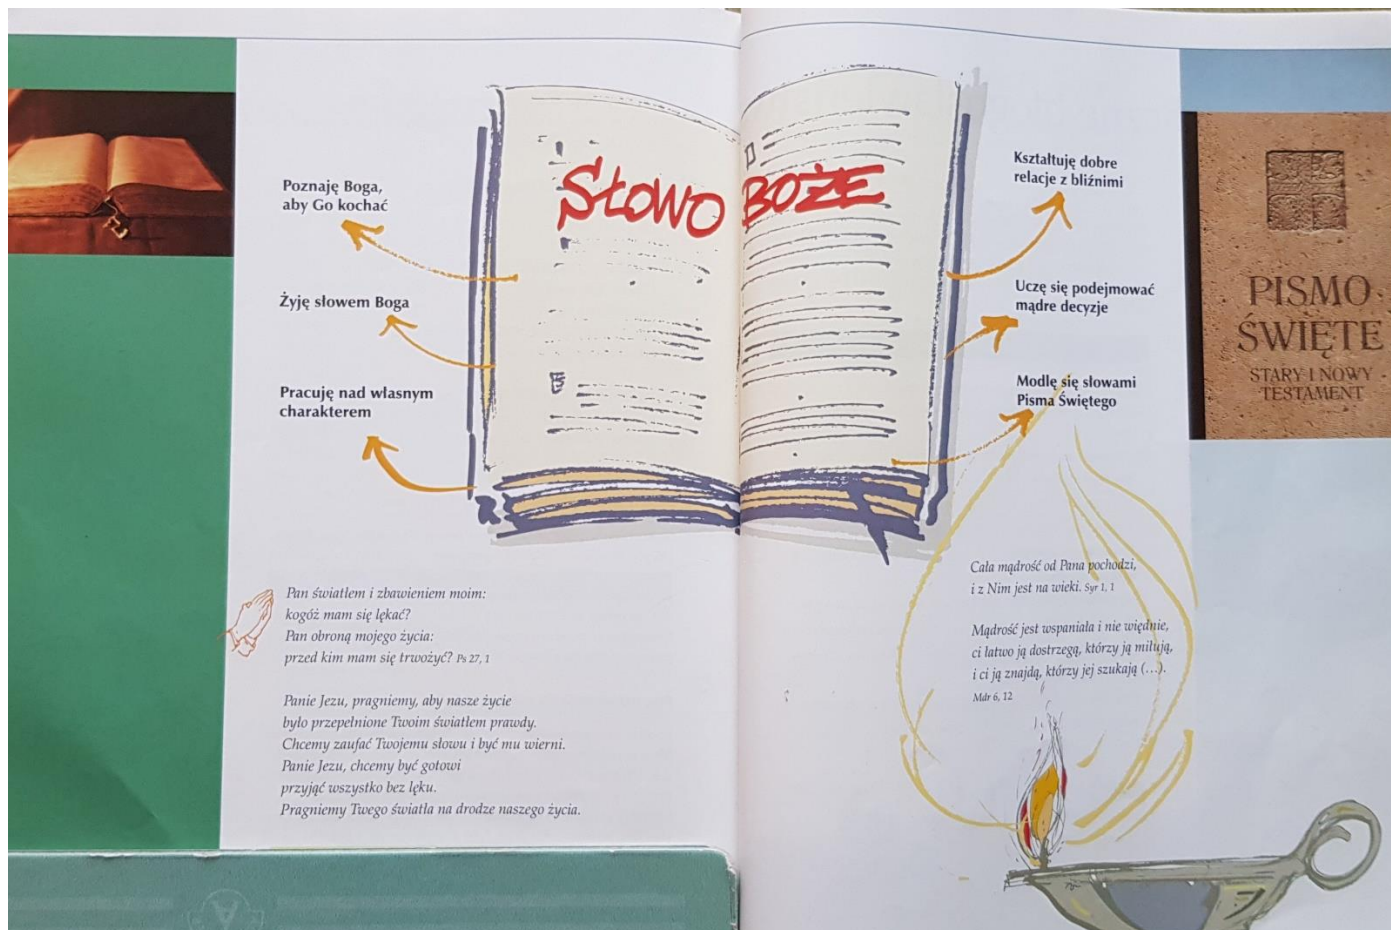 SŁOWO BOŻE
Poznaję Boga,
aby Go kochać
Żyję słowem Boga
Pracuję nad własnym
charakterem
Kształtuję dobre
relacje z bliźnimi
Uczę się podejmować
mądre decyzje
Modlę się słowami
Pisma Świętego
PISMO
ŚWIĘTE
STARY I NOWY
TESTAMENT
Pan światłem i zbawieniem moim:
kogóż mam się lękać?
Pan obroną mojego życia:
przed kim mam się trwożyć? Ps 27, 1
Panie Jezu, pragniemy, aby nasze życie
było przepełnione Twoim światłem prawdy.
Chcemy zaufać Twojemu słowu i być mu wierni.
Panie Jezu, chcemy być gotowi
przyjąć wszystko bez lęku.
Pragniemy Twego światła na drodze naszego życia.
Cała mądrość od Pana pochodzi,
i z Nim jest na wieki. Syr 1, 1
Mądrość jest wspaniała i nie więdnie,
ci łatwo ją dostrzegą, którzy ją miłują,
i ci ją znajdą, którzy jej szukają (...).
Mdr 6, 12